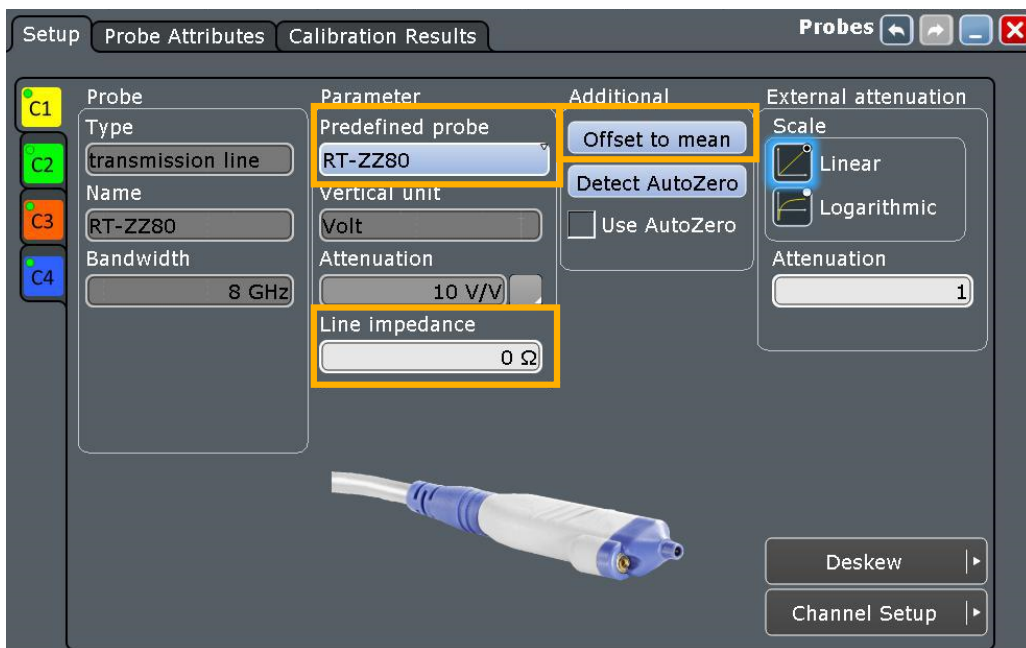 Setup
Probe Attributes
Calibration Results
Probes
C1
C2
C3
C4
Probe
Type
transmission line
Name
RT-ZZ80
Bandwidth
8 GHz
Parameter
Predefined probe
RT-ZZ80
Vertical unit
Volt
Attenuation
10 V/V
Line impedance
0 Ω
Additional
Offset to mean
Detect AutoZero
Use AutoZero
External attenuation
Scale
Linear
Logarithmic
Attenuation
1
Deskew
Channel Setup